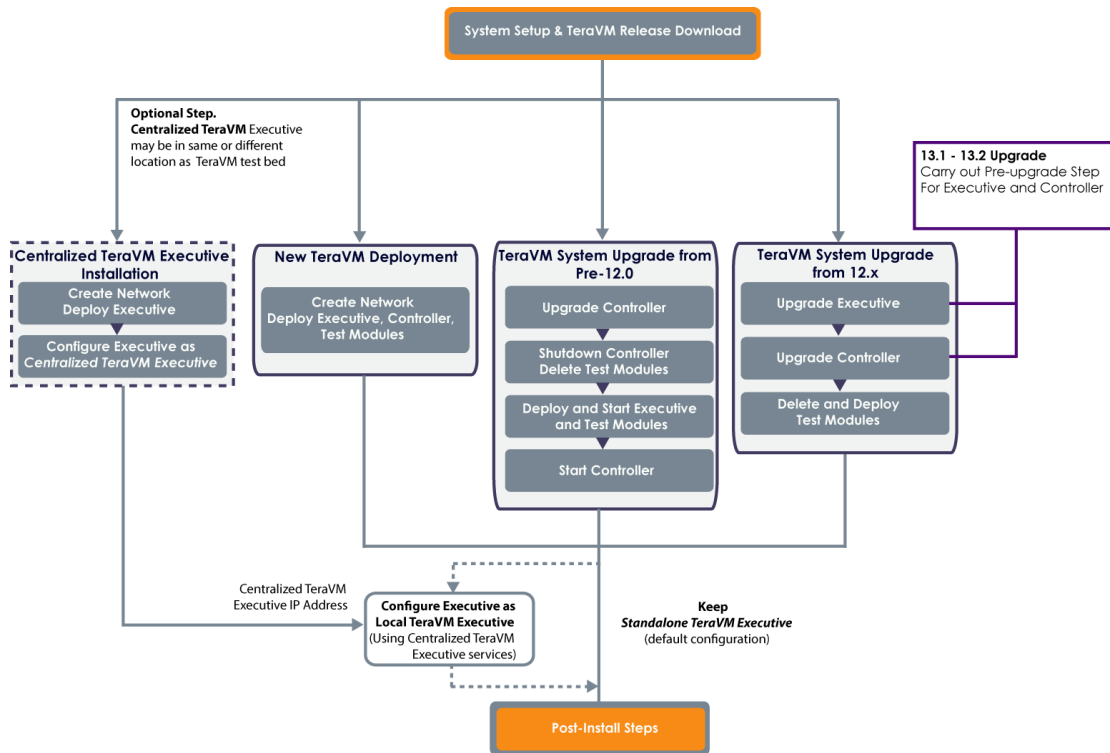 System Setup & TeraVM Release Download
Optional Step.
Centralized TeraVM Executive
may be in same or different
location as TeraVM test bed
13.1 - 13.2 Upgrade
Carry out Pre-upgrade Step
For Executive and Controller
Centralized TeraVM Executive
Installation
Create Network
Deploy Executive
Configure Executive as
Centralized TeraVM Executive
New TeraVM Deployment
Create Network
Deploy Executive, Controller,
Test Modules
TeraVM System Upgrade from
Pre-12.0
Upgrade Controller
Shutdown Controller
Delete Test Modules
Deploy and Start Executive
and Test Modules
Start Controller
TeraVM System Upgrade
from 12.x
Upgrade Executive
Upgrade Controller
Delete and Deploy
Test Modules
Centralized TeraVM
Executive IP Address
Configure Executive as
Local TeraVM Executive
(Using Centralized TeraVM
Executive services)
Keep
Standalone TeraVM Executive
(default configuration)
Post-Install Steps